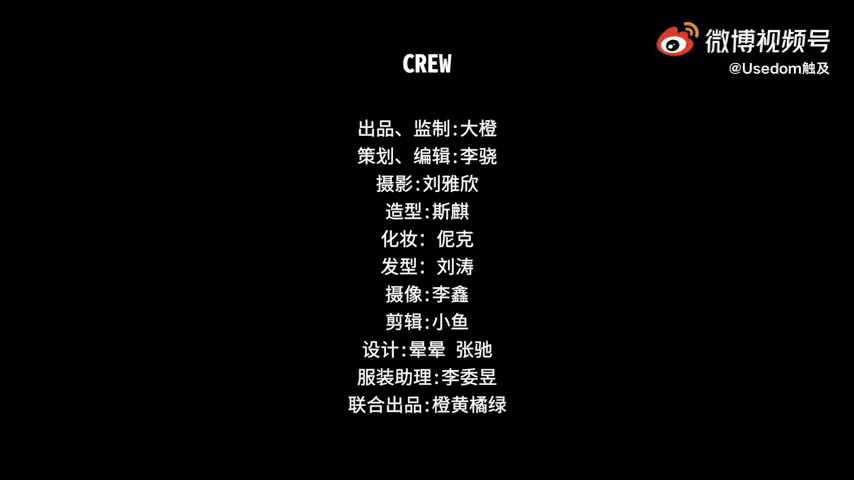 微博视频号
@Usedom触及
CREW
出品、监制:大橙
策划、编辑:李骁
摄影:刘雅欣
造型:斯麒
化妆: 伲克
发型: 刘涛
摄像:李鑫
剪辑:小鱼
设计:晕晕 张驰
服装助理:李委昱
联合出品:橙黄橘绿